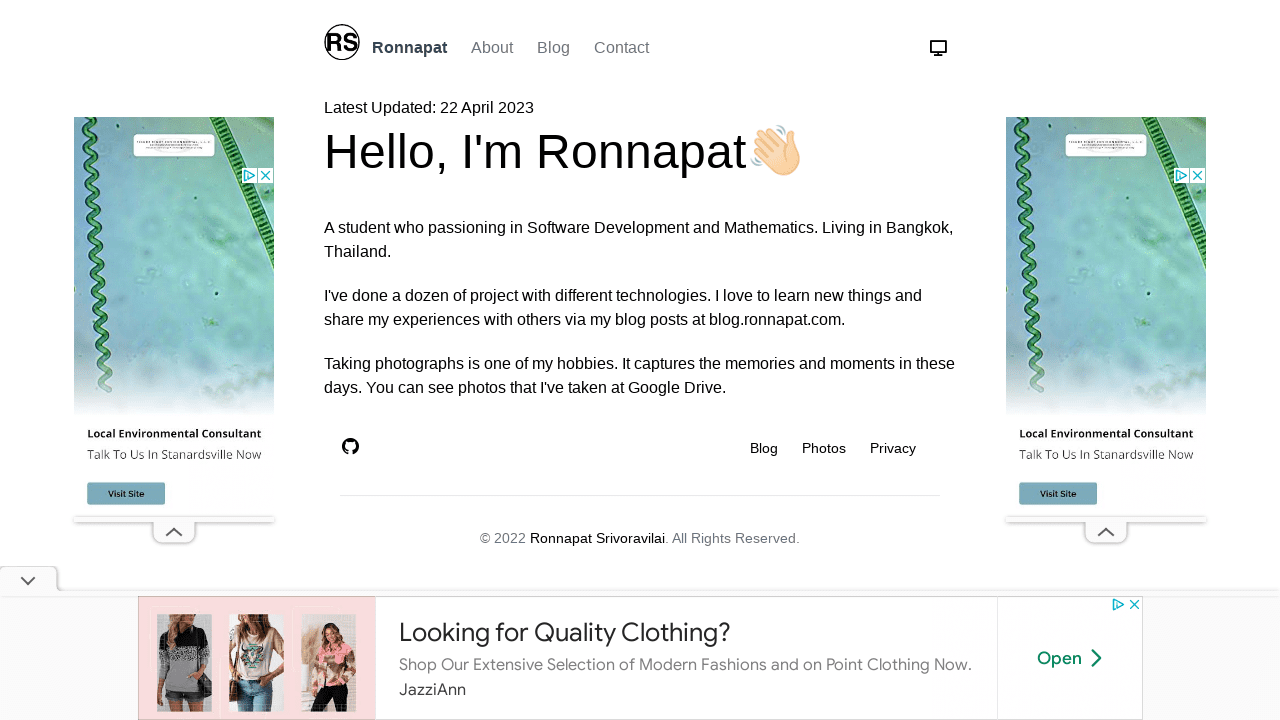 RS
Ronnapat About Blog Contact
Latest Updated: 22 April 2023
Hello, I'm Ronnapat👋🏻
A student who passioning in Software Development and Mathematics. Living in Bangkok,
Thailand.
I've done a dozen of project with different technologies. I love to learn new things and
share my experiences with others via my blog posts at blog.ronnapat.com.
Taking photographs is one of my hobbies. It captures the memories and moments in these
days. You can see photos that I've taken at Google Drive.
Blog Photos Privacy
© 2022 Ronnapat Srivoravilai. All Rights Reserved.
Local Environmental Consultant
Talk To Us In Stanardsville Now
Visit Site
Local Environmental Consultant
Talk To Us In Stanardsville Now
Visit Site
Looking for Quality Clothing?
Shop Our Extensive Selection of Modern Fashions and on Point Clothing Now.
JazziAnn
Open